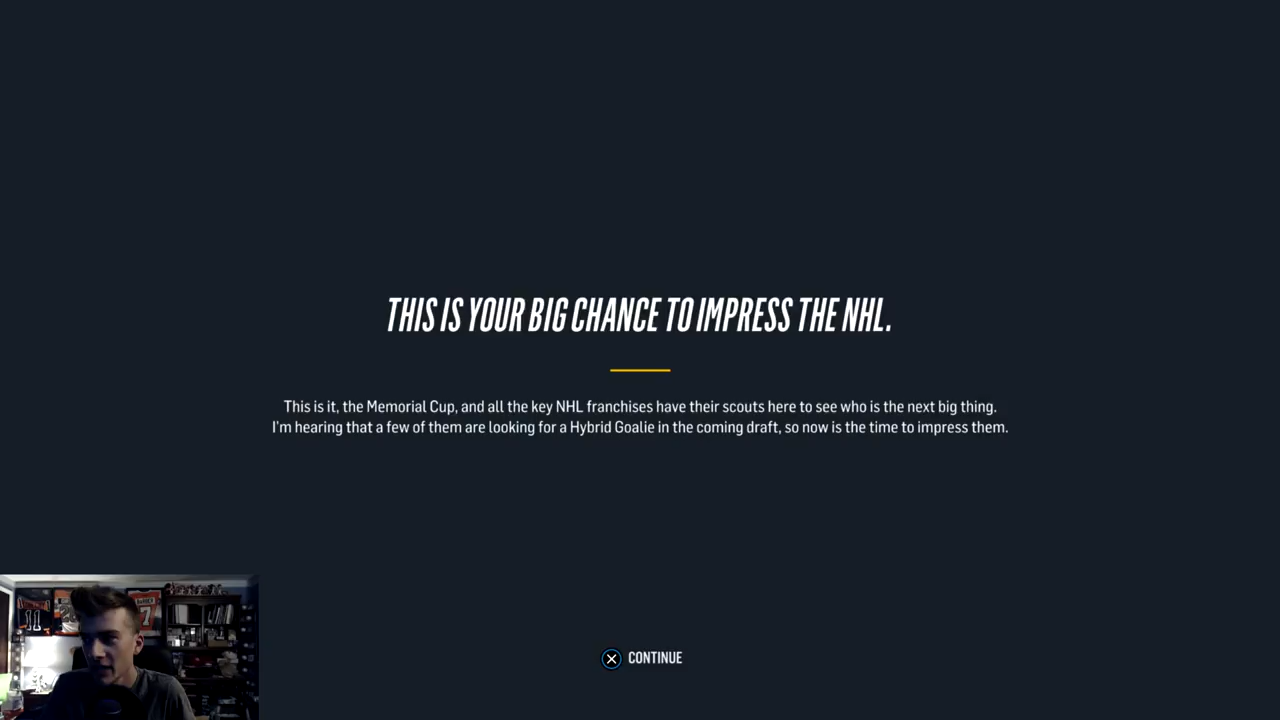 THIS IS YOUR BIG CHANCE TO IMPRESS THE NHL.
This is it, the Memorial Cup, and all the key NHL franchises have their scouts here to see who is the next big thing.
I'm hearing that a few of them are looking for a Hybrid Goalie in the coming draft, so now is the time to impress them.
11
7
CONTINUE